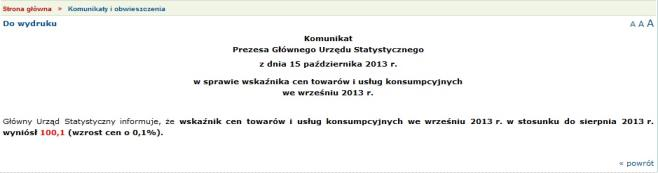 Strona główna » Komunikaty i obwieszczenia
Do wydruku A A A
Komunikat
Prezesa Głównego Urzędu Statystycznego
z dnia 15 października 2013 r.
w sprawie wskaźnika cen towarów i usług konsumpcyjnych
we wrześniu 2013 r.
Główny Urząd Statystyczny informuje, że wskaźnik cen towarów i usług konsumpcyjnych we wrześniu 2013 r. w stosunku do sierpnia 2013 r.
wyniósł 100,1 (wzrost cen o 0,1%).
« powrót